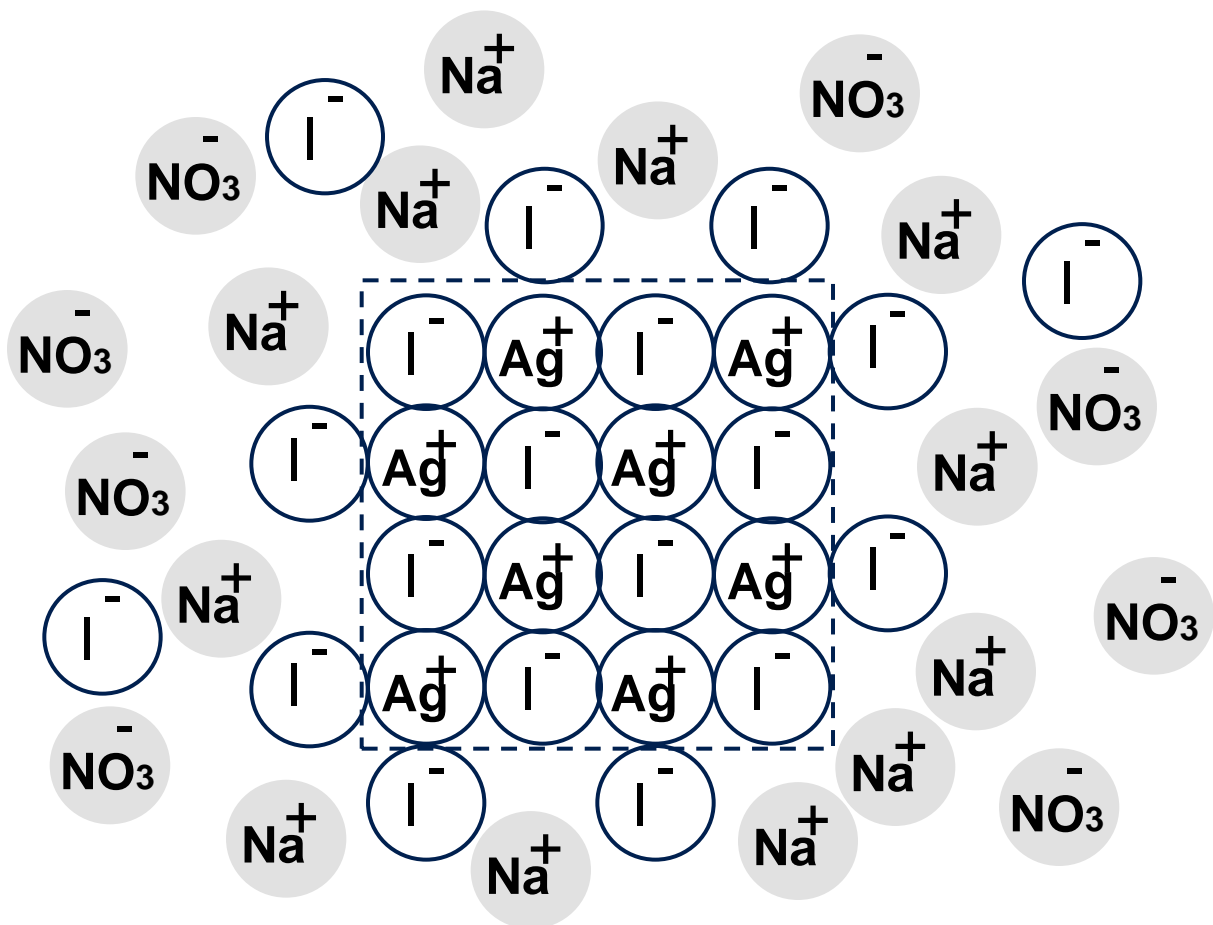 Na+
NO3-
I-
NO3-
Na+
Na+
I-
I-
Na+
I-
NO3-
Na+
I-
Ag+
I-
Ag+
I-
NO3-
I-
Ag+
I-
Ag+
I-
Na+
NO3-
I-
Ag+
I-
Ag+
I-
NO3-
I-
Na+
I-
Ag+
I-
Ag+
I-
Na+
NO3-
I-
I-
Na+
NO3-
Na+
Na+
Na+